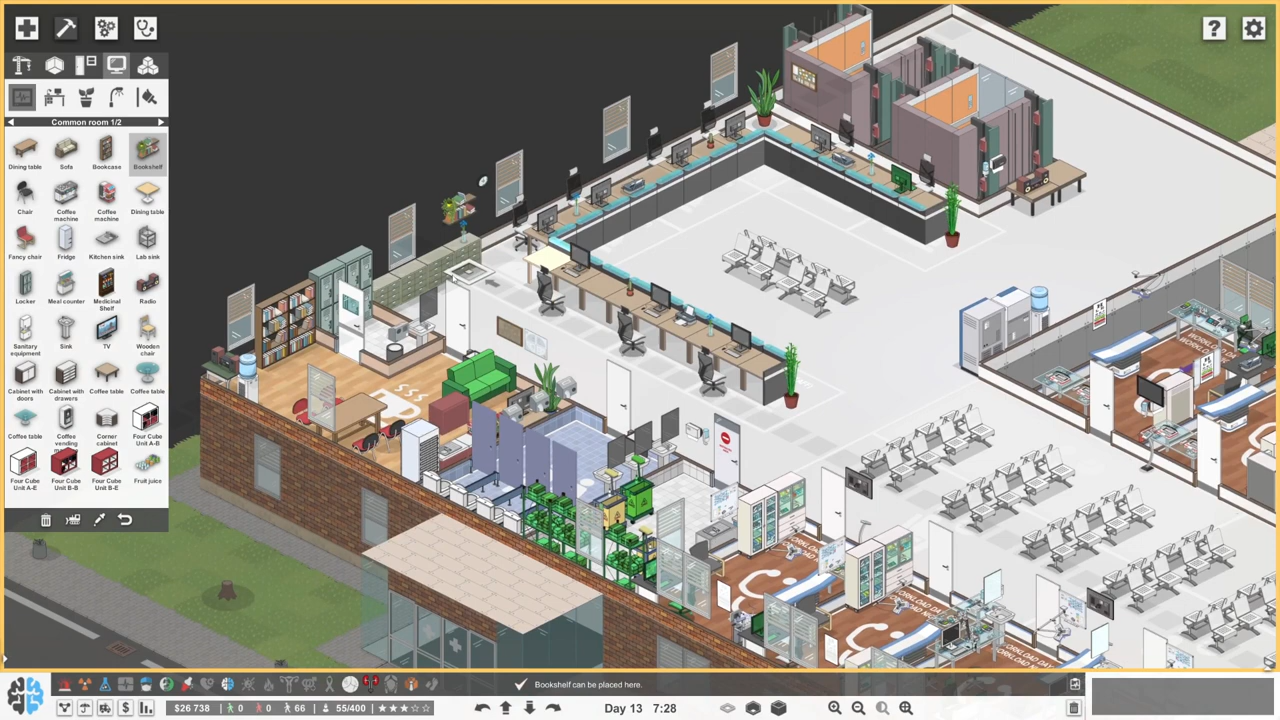 Common room 1/2
Dining table
Sofa
Bookcase
Bookshelf
Chair
Coffee machine
Coffee machine
Dining table
Fancy chair
Fridge
Kitchen sink
Lab sink
Locker
Meal counter
Medicinal Shelf
Radio
Sanitary equipment
Sink
TV
Wooden chair
Cabinet with doors
Cabinet with drawers
Coffee table
Coffee table
Coffee table
Coffee vending
Corner cabinet
Four Cube Unit A-B
Four Cube Unit A-E
Four Cube Unit B-B
Four Cube Unit B-E
Fruit juice
?
WORKLOAD DA
Bookshelf can be placed here.
$26 738
0
0
66
55/400
Day 13 7:28